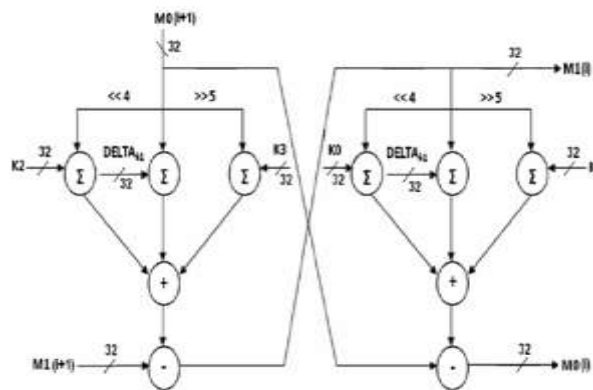 M0(i+1)
32
32
M1(i)
<<4
>>5
<<4
>>5
K2
32
DELTA
32
K3
32
K0
32
DELTA
32
32
+
+
M1(i+1)
32
-
-
32
M0(i)